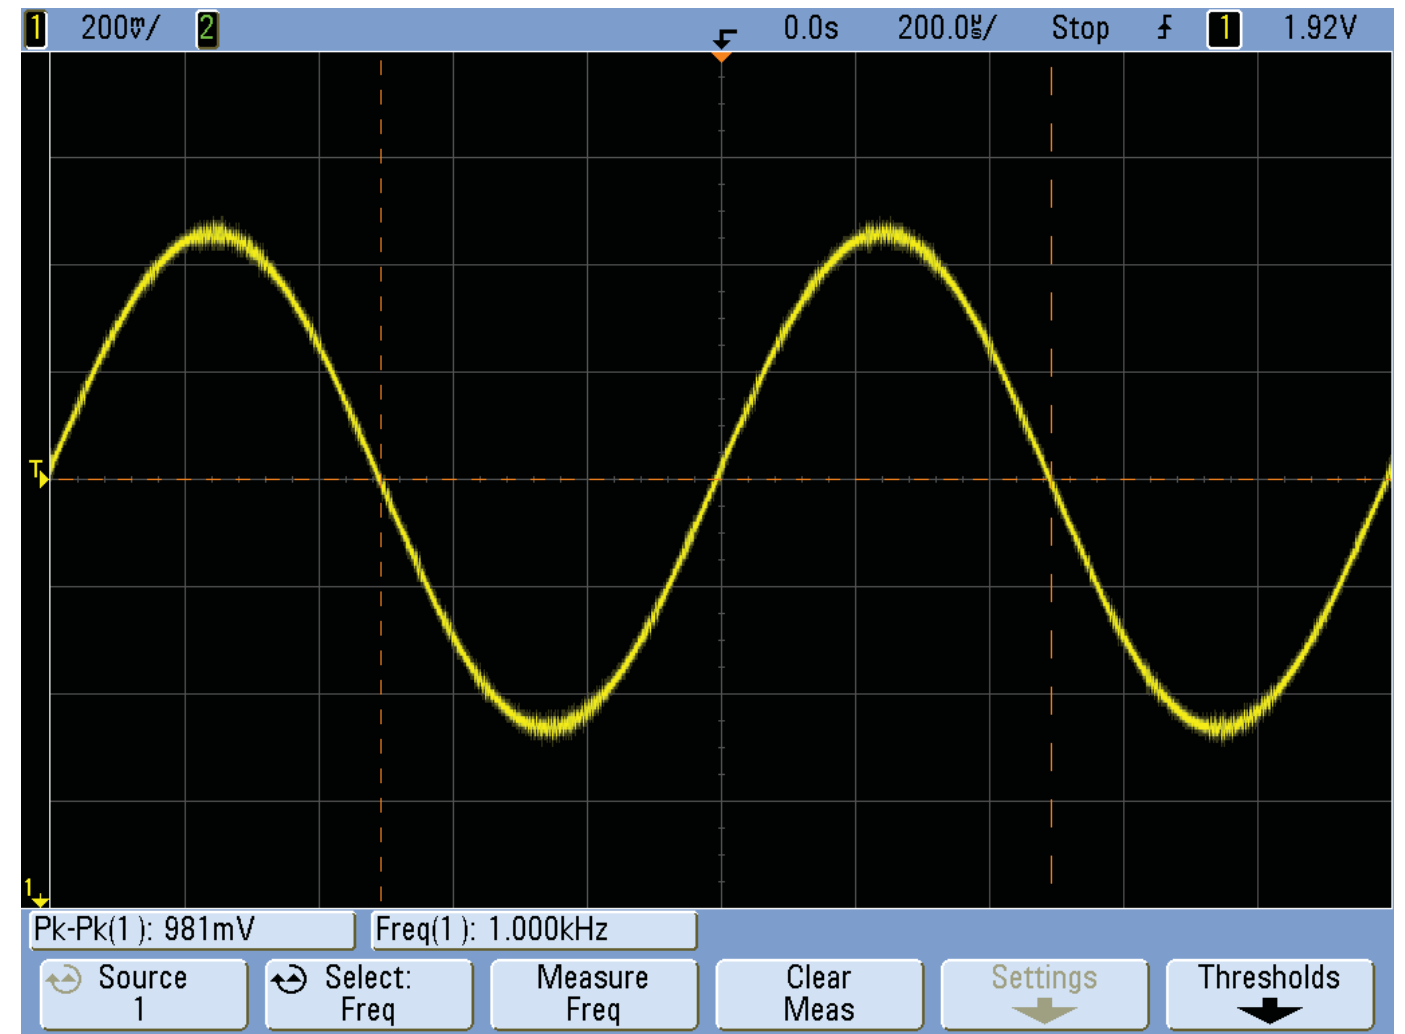 1 200mV/ 2 0.0s 200.0µs/ Stop 1 1.92V
T
1
Pk-Pk(1): 981mV Freq(1): 1.000kHz
Source Select: Measure Clear Settings Thresholds
1 Freq Freq Meas